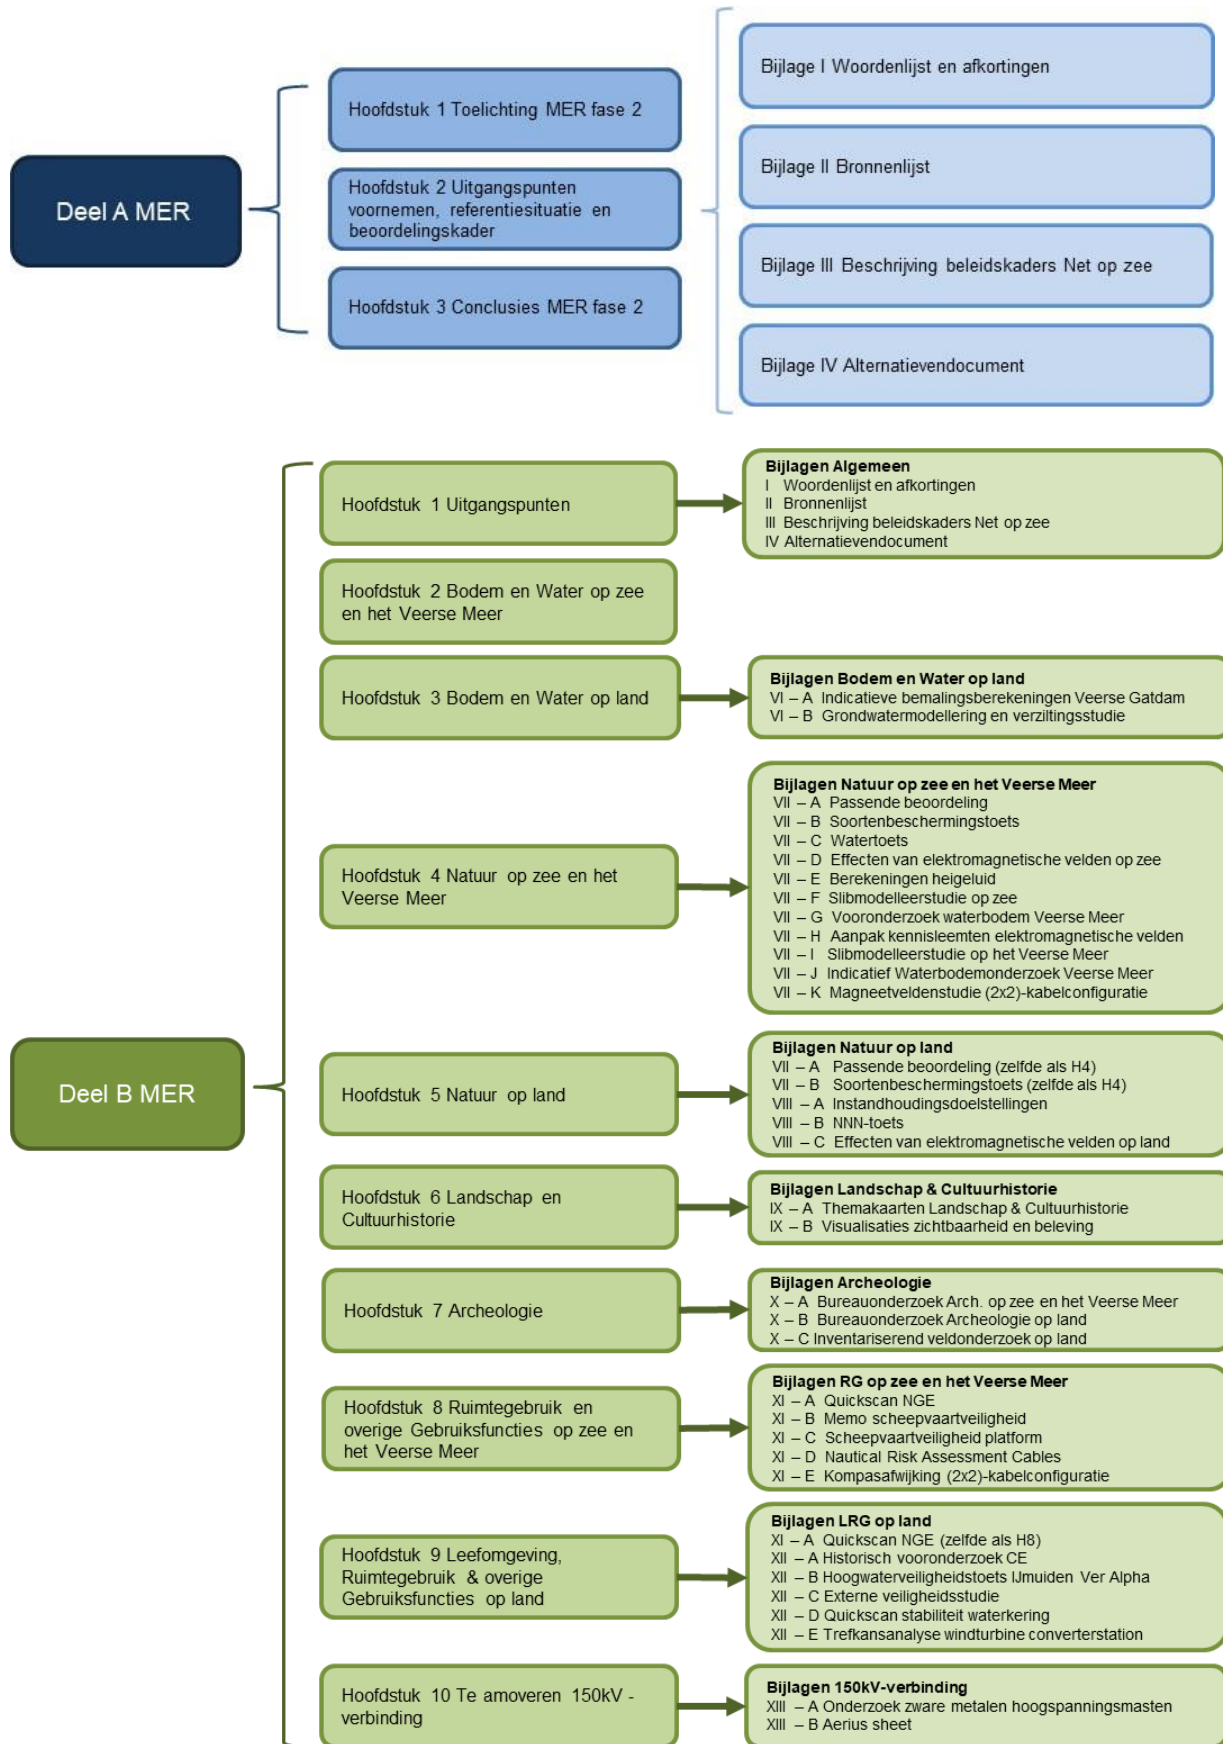 Deel A MER
Hoofdstuk 1 Toelichting MER fase 2
Hoofdstuk 2 Uitgangspunten
voornemen, referentiesituatie en
beoordelingskader
Hoofdstuk 3 Conclusies MER fase 2
Bijlage I Woordenlijst en afkortingen
Bijlage II Bronnenlijst
Bijlage III Beschrijving beleidskaders Net op zee
Bijlage IV Alternatievendocument
Deel B MER
Hoofdstuk 1 Uitgangspunten
Bijlagen Algemeen
I Woordenlijst en afkortingen
II Bronnenlijst
III Beschrijving beleidskaders Net op zee
IV Alternatievendocument
Hoofdstuk 2 Bodem en Water op zee
en het Veerse Meer
Hoofdstuk 3 Bodem en Water op land
Bijlagen Bodem en Water op land
VI – A Indicatieve bemalingsberekeningen Veerse Gatdam
VI – B Grondwatermodellering en verziltingsstudie
Hoofdstuk 4 Natuur op zee en het
Veerse Meer
Bijlagen Natuur op zee en het Veerse Meer
VII – A Passende beoordeling
VII – B Soortenbeschermingstoets
VII – C Watertoets
VII – D Effecten van elektromagnetische velden op zee
VII – E Berekeningen heigeluid
VII – F Slibmodelleerstudie op zee
VII – G Vooronderzoek waterbodem Veerse Meer
VII – H Aanpak kennisleemten elektromagnetische velden
VII – I Slibmodelleerstudie op het Veerse Meer
VII – J Indicatief Waterbodemonderzoek Veerse Meer
VII – K Magneetveldenstudie (2x2)-kabelconfiguratie
Hoofdstuk 5 Natuur op land
Bijlagen Natuur op land
VII – A Passende beoordeling (zelfde als H4)
VII – B Soortenbeschermingstoets (zelfde als H4)
VIII – A Instandhoudingsdoelstellingen
VIII – B NNN-toets
VIII – C Effecten van elektromagnetische velden op land
Hoofdstuk 6 Landschap en
Cultuurhistorie
Bijlagen Landschap & Cultuurhistorie
IX – A Themakaarten Landschap & Cultuurhistorie
IX – B Visualisaties zichtbaarheid en beleving
Hoofdstuk 7 Archeologie
Bijlagen Archeologie
X – A Bureauonderzoek Arch. op zee en het Veerse Meer
X – B Bureauonderzoek Archeologie op land
X – C Inventariserend veldonderzoek op land
Hoofdstuk 8 Ruimtegebruik en
overige Gebruiksfuncties op zee en
het Veerse Meer
Bijlagen RG op zee en het Veerse Meer
XI – A Quickscan NGE
XI – B Memo scheepvaartveiligheid
XI – C Scheepvaartveiligheid platform
XI – D Nautical Risk Assessment Cables
XI – E Kompasafwijking (2x2)-kabelconfiguratie
Hoofdstuk 9 Leefomgeving,
Ruimtegebruik & overige
Gebruiksfuncties op land
Bijlagen LRG op land
XI – A Quickscan NGE (zelfde als H8)
XII – A Historisch vooronderzoek CE
XII – B Hoogwaterveiligheidstoets IJmuiden Ver Alpha
XII – C Externe veiligheidsstudie
XII – D Quickscan stabiliteit waterkering
XII – E Trefkansanalyse windturbine converterstation
Hoofdstuk 10 Te amoveren 150kV -
verbinding
Bijlagen 150kV-verbinding
XIII – A Onderzoek zware metalen hoogspanningsmasten
XIII – B Aerius sheet